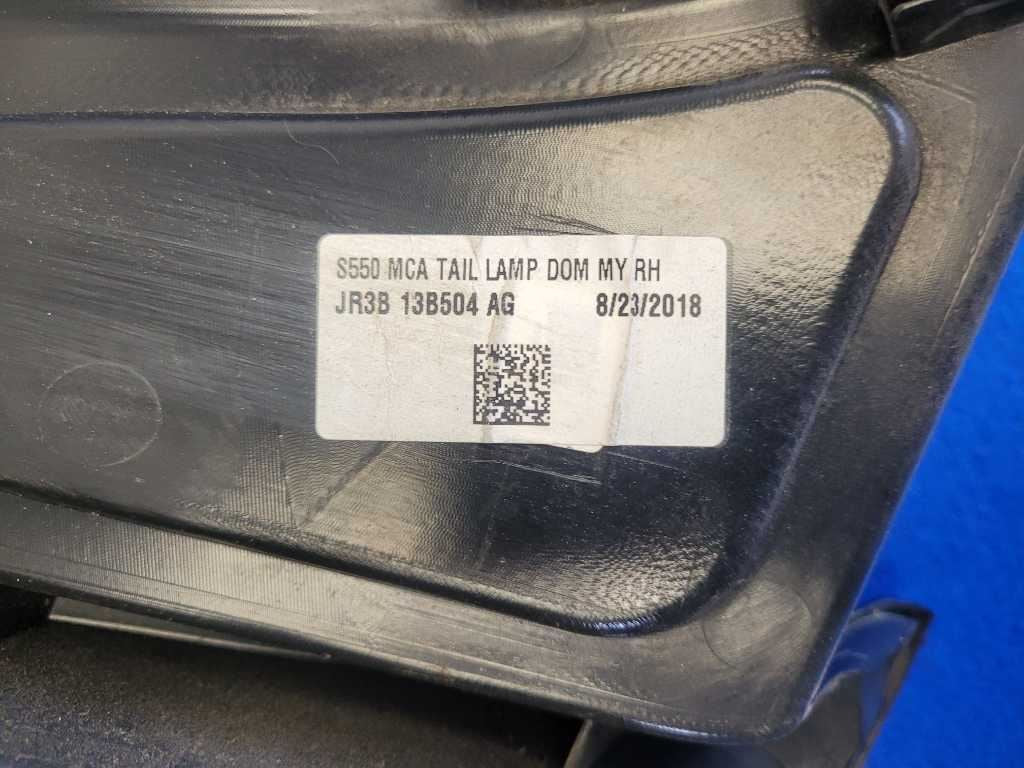 S550 MCA TAIL LAMP DOM MY RH
JR3B 13B504 AG 8/23/2018